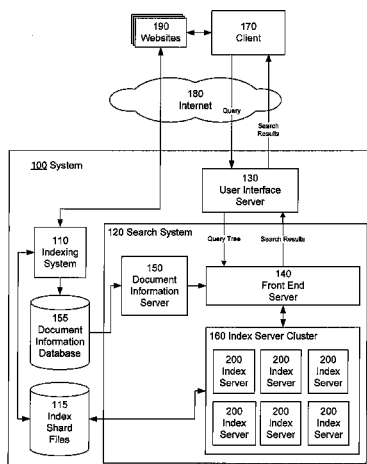 190
Websites
170
Client
180
Internet
Query
Search
Results
100 System
130
User Interface
Server
120 Search System
Query Tree
Search Results
110
Indexing
System
150
Document
Information
Server
140
Front End
Server
155
Document
Information
Database
160 Index Server Cluster
200
Index
Server
200
Index
Server
200
Index
Server
115
Index
Shard
Files
200
Index
Server
200
Index
Server
200
Index
Server